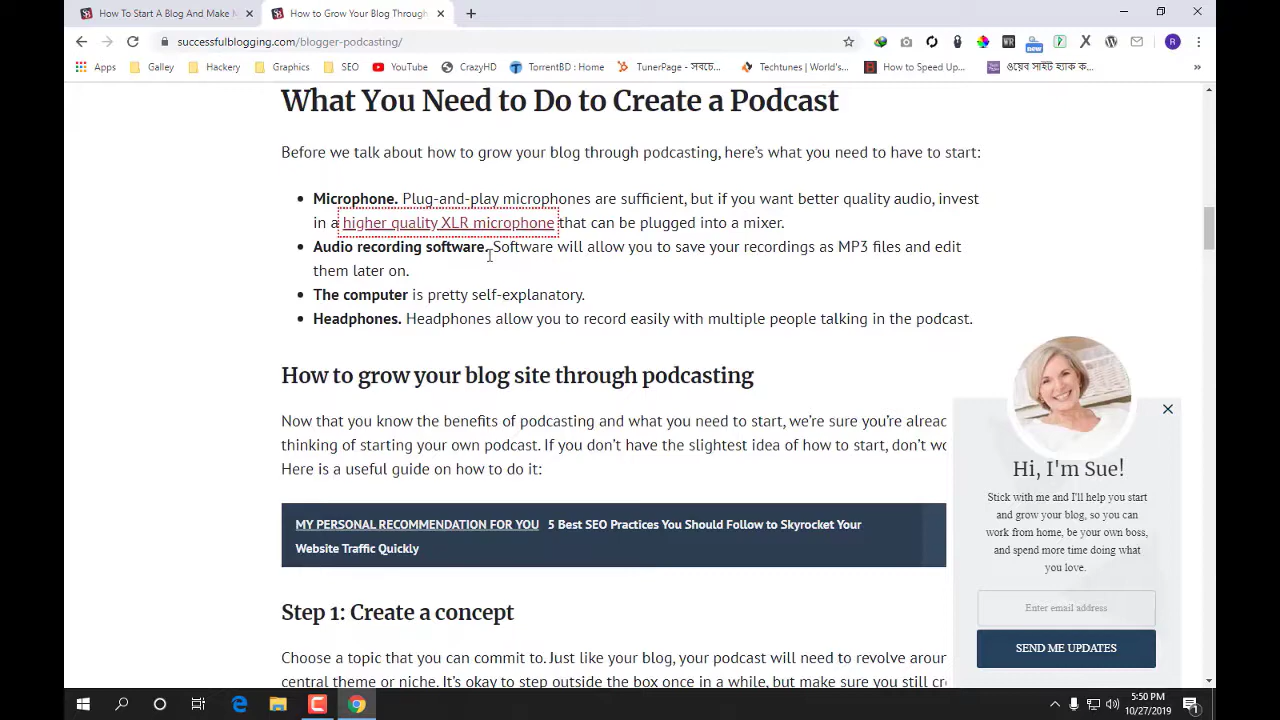 How To Start A Blog And Make M
How to Grow Your Blog Through
successfulblogging.com/blogger-podcasting/
Apps
Galley
Hackery
Graphics
SEO
YouTube
CrazyHD
TorrentBD : Home
TunerPage - সবচে...
Techtunes | World's...
How to Speed Up...
ওয়েব সাইট হ্যাক ক...
What You Need to Do to Create a Podcast
Before we talk about how to grow your blog through podcasting, here's what you need to have to start:
Microphone. Plug-and-play microphones are sufficient, but if you want better quality audio, invest
in a higher quality XLR microphone that can be plugged into a mixer.
Audio recording software. Software will allow you to save your recordings as MP3 files and edit
them later on.
The computer is pretty self-explanatory.
Headphones. Headphones allow you to record easily with multiple people talking in the podcast.
How to grow your blog site through podcasting
Now that you know the benefits of podcasting and what you need to start, we're sure you're alreac
thinking of starting your own podcast. If you don't have the slightest idea of how to start, don't wo
Here is a useful guide on how to do it:
MY PERSONAL RECOMMENDATION FOR YOU 5 Best SEO Practices You Should Follow to Skyrocket Your
Website Traffic Quickly
Step 1: Create a concept
Choose a topic that you can commit to. Just like your blog, your podcast will need to revolve aroun
central theme or niche. It's okay to step outside the box once in a while, but make sure you still cre
Hi, I'm Sue!
Stick with me and I'll help you start
and grow your blog, so you can
work from home, be your own boss,
and spend more time doing what
you love.
Enter email address
SEND ME UPDATES
5:50 PM
10/27/2019